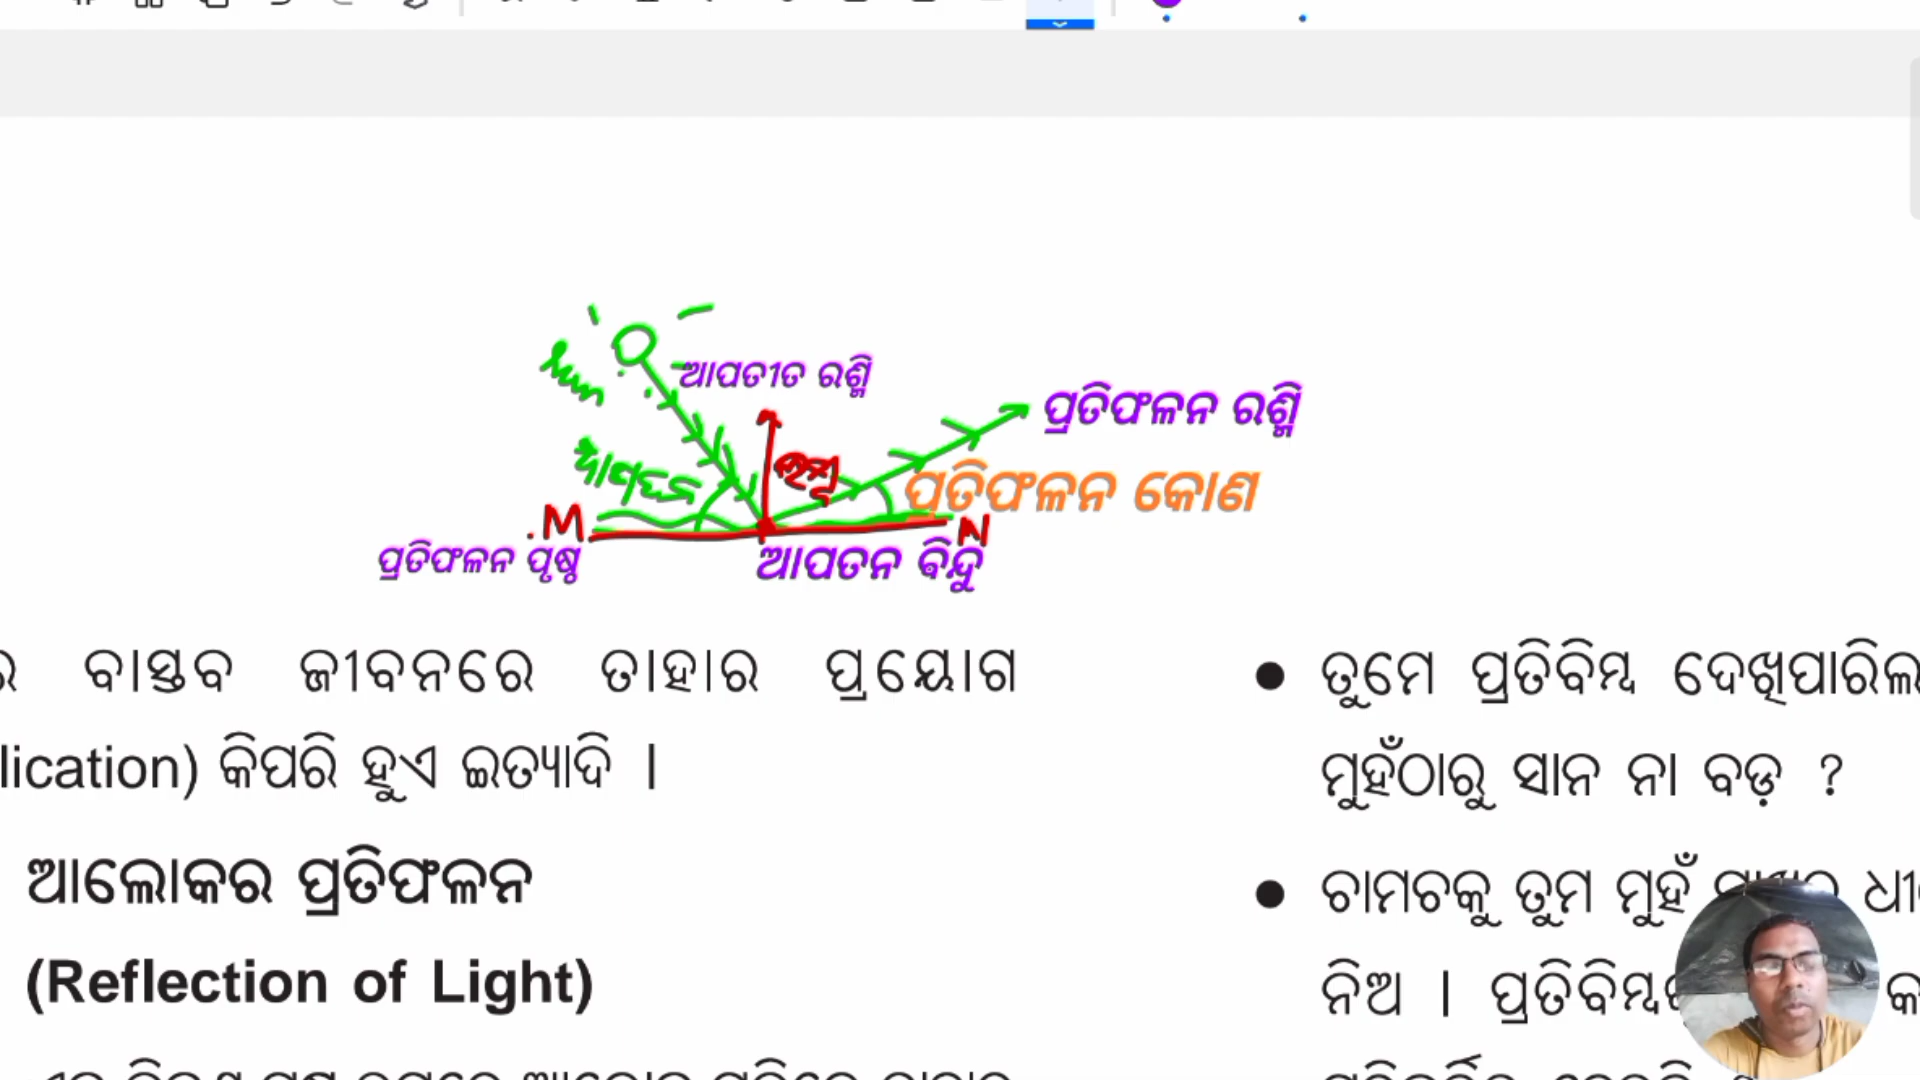 ଆପତୀତ ରଶ୍ମି
ପ୍ରତିଫଳନ ରଶ୍ମି
ଲମ୍ବ
ପ୍ରତିଫଳନ କୋଣ
M
N
ପ୍ରତିଫଳନ ପୃଷ୍ଠ
ଆପତନ ବିନ୍ଦୁ
ର ବାସ୍ତବ ଜୀବନରେ ତାହାର ପ୍ରୟୋଗ
lication) କିପରି ହୁଏ ଇତ୍ୟାଦି ।
ଆଲୋକର ପ୍ରତିଫଳନ
(Reflection of Light)
● ତୁମେ ପ୍ରତିବିମ୍ବ ଦେଖିପାରିଲ
ମୁହଁଠାରୁ ସାନ ନା ବଡ଼ ?
● ଚାମଚକୁ ତୁମ ମୁହଁ
ନିଅ । ପ୍ରତିବିମ୍ବ